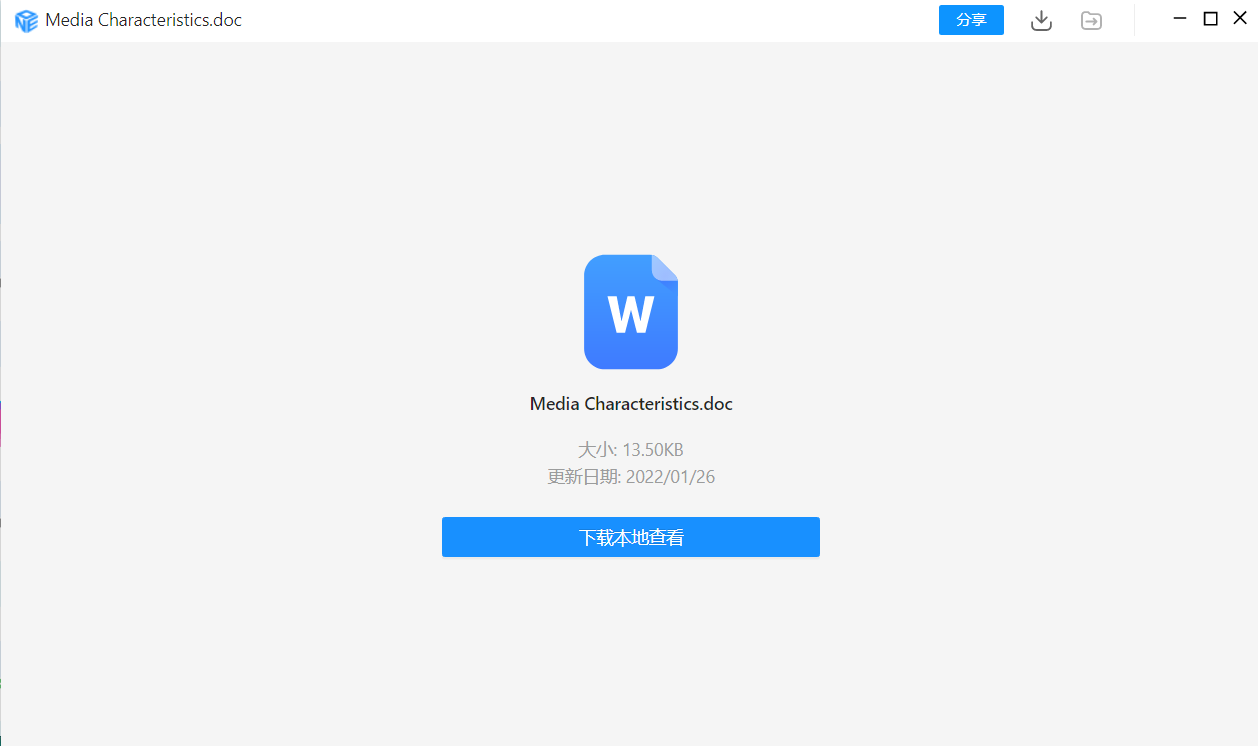 Media Characteristics.doc
分享
W
Media Characteristics.doc
大小: 13.50KB
更新日期: 2022/01/26
下载本地查看